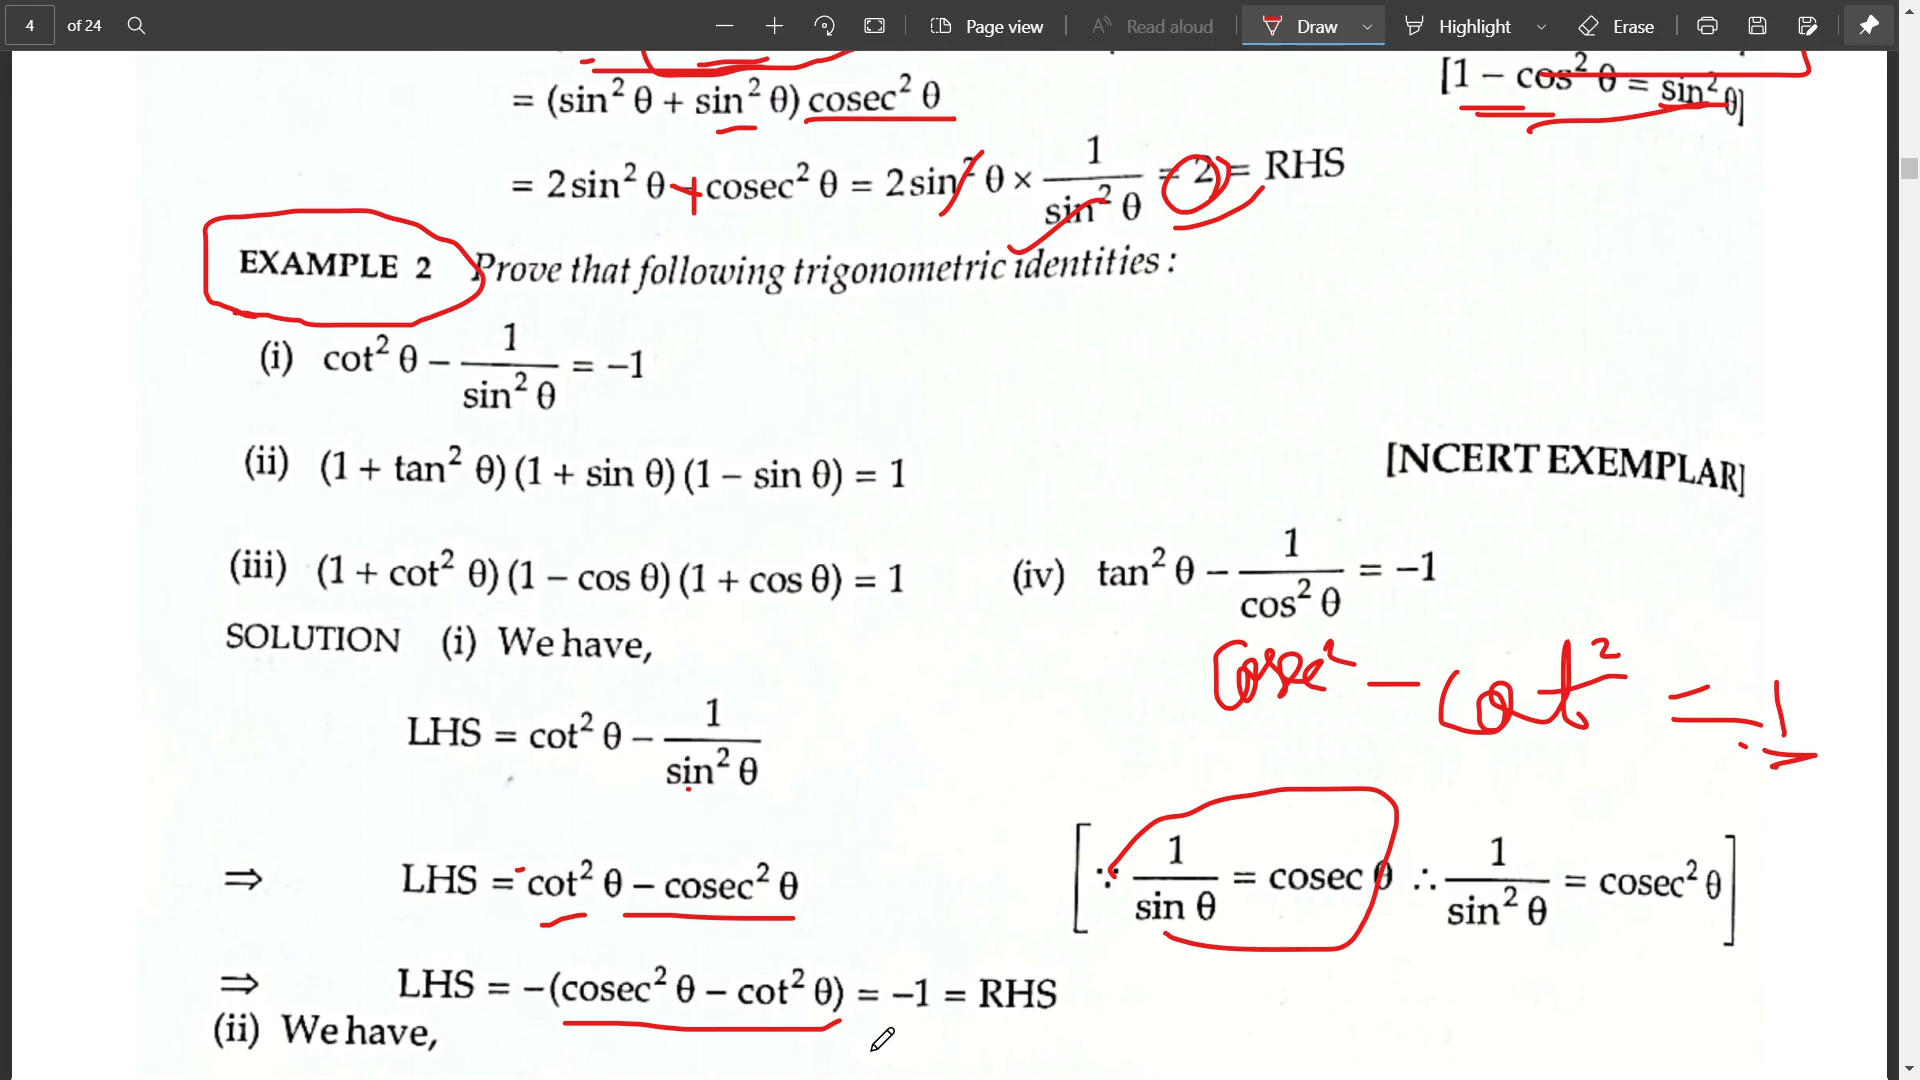 4 of 24 Page view Read aloud Draw Highlight Erase
= (sin² θ + sin² θ) cosec² θ [1 − cos² θ = sin² θ]
= 2 sin² θ + cosec² θ = 2 sin² θ × 1/sin² θ = 2 = RHS
EXAMPLE 2 Prove that following trigonometric identities :
(i) cot² θ − 1/sin² θ = −1
(ii) (1 + tan² θ) (1 + sin θ) (1 − sin θ) = 1 [NCERT EXEMPLAR]
(iii) (1 + cot² θ) (1 − cos θ) (1 + cos θ) = 1 (iv) tan² θ − 1/cos² θ = −1
SOLUTION (i) We have,
Cosec² − Cot² = 1
LHS = cot² θ − 1/sin² θ
⇒ LHS = cot² θ − cosec² θ [∵ 1/sin θ = cosec θ ∴ 1/sin² θ = cosec² θ]
⇒ LHS = −(cosec² θ − cot² θ) = −1 = RHS
(ii) We have,